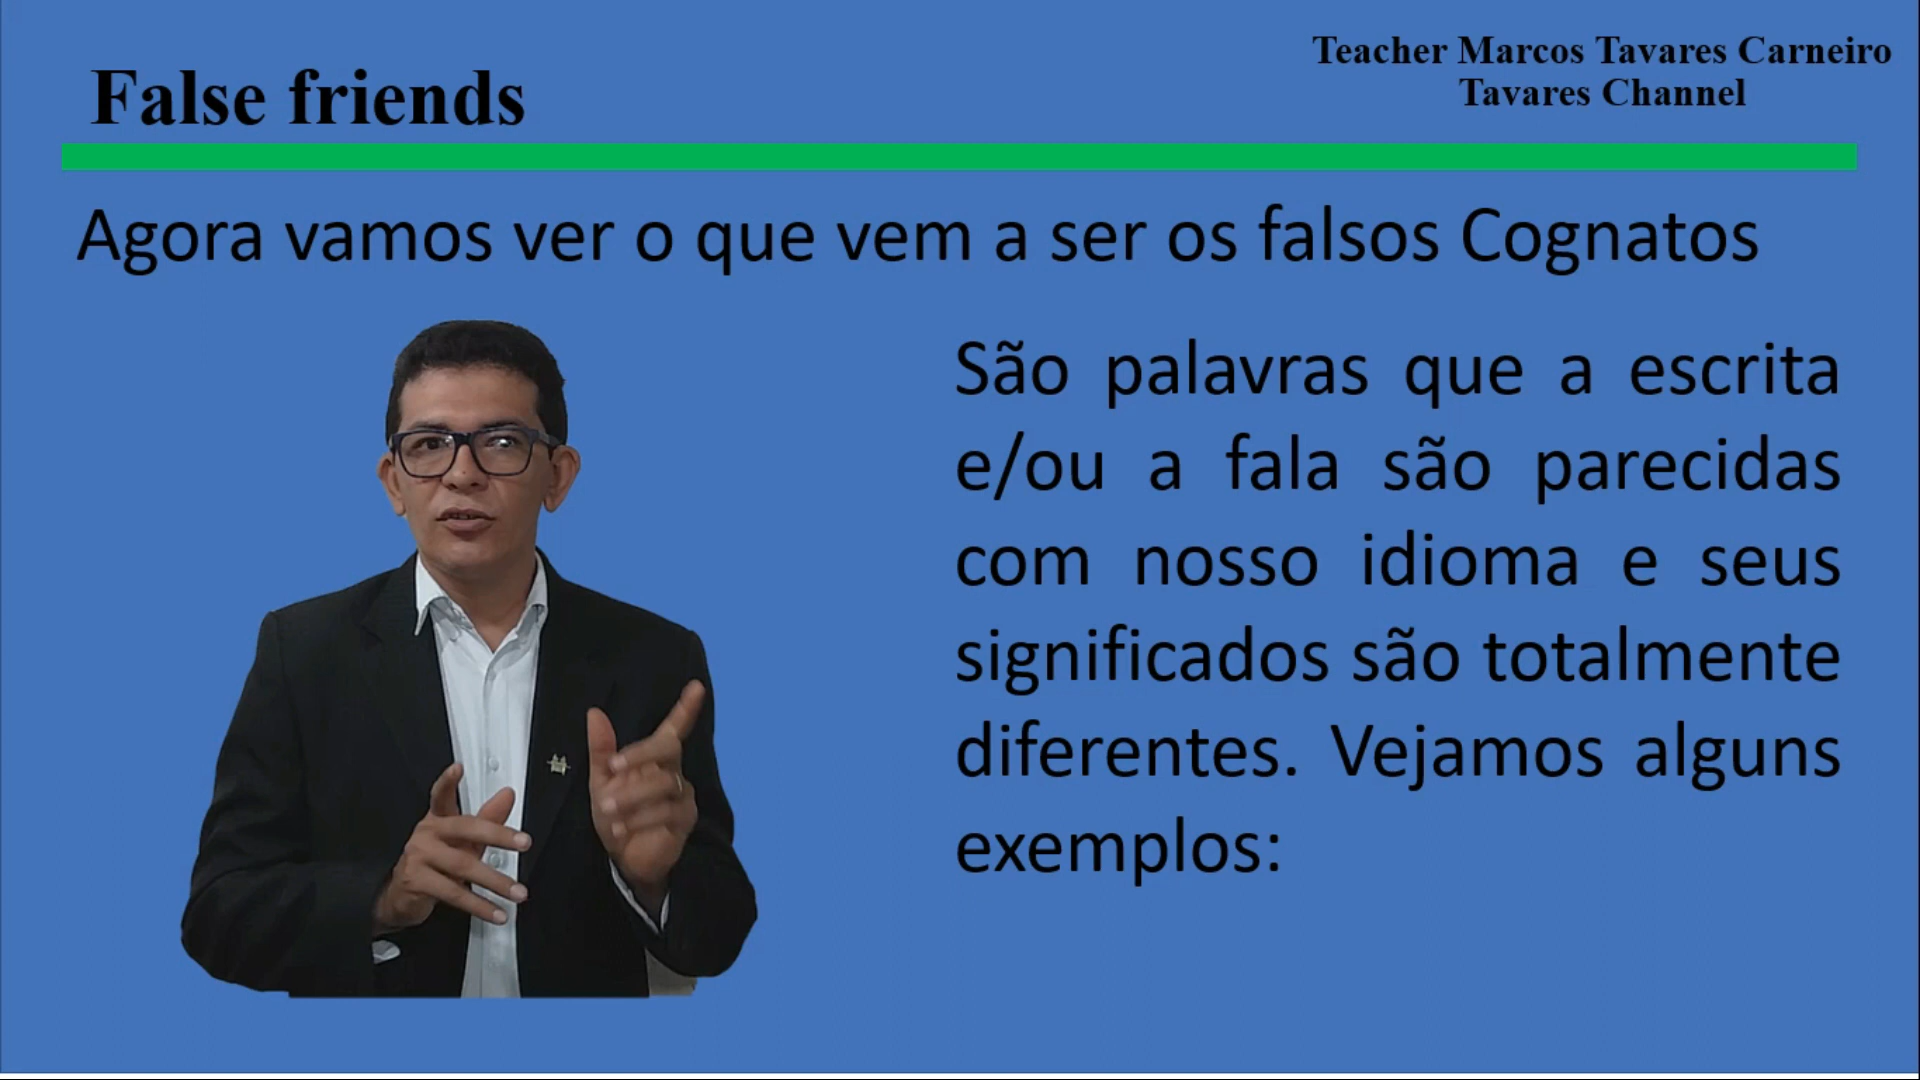 False friends
Teacher Marcos Tavares Carneiro
Tavares Channel
Agora vamos ver o que vem a ser os falsos Cognatos
São palavras que a escrita
e/ou a fala são parecidas
com nosso idioma e seus
significados são totalmente
diferentes. Vejamos alguns
exemplos: